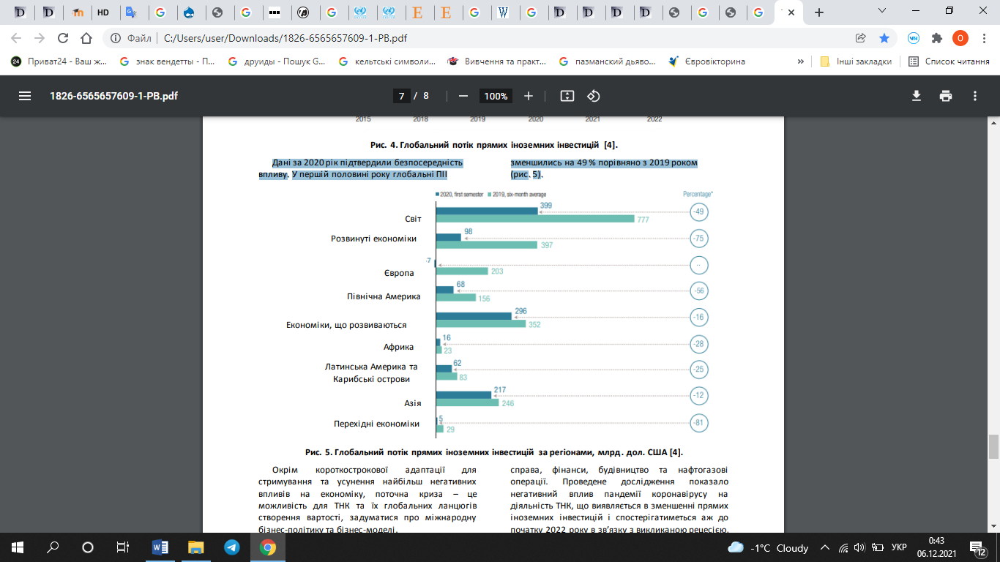 HD
Файл C:/Users/user/Downloads/1826-6565657609-1-PB.pdf
Приват24 - Ваш ж...
знак вендетты - П...
друиды - Пошук G...
кельтські символи...
Вивчення та практ...
пазманский дьяво...
Євровікторина
»
Інші закладки
Список читання
1826-6565657609-1-PB.pdf
7 / 8
100%
2015 2018 2019 2020 2021 2022
Рис. 4. Глобальний потік прямих іноземних інвестицій [4].
Дані за 2020 рік підтвердили безпосередність
впливу. У першій половині року глобальні ПІІ
зменшились на 49 % порівняно з 2019 роком
(рис. 5).
2020, first semester 2019, six-month average Percentage*
Світ 399 777 -49
Розвинуті економіки 98 397 -75
Європа -7 203 ..
Північна Америка 68 156 -56
Економіки, що розвиваються 296 352 -16
Африка 16 23 -28
Латинська Америка та
Карибські острови 62 83 -25
Азія 217 246 -12
Перехідні економіки 5 29 -81
Рис. 5. Глобальний потік прямих іноземних інвестицій за регіонами, млрд. дол. США [4].
Окрім короткострокової адаптації для
стримування та усунення найбільш негативних
впливів на економіку, поточна криза – це
можливість для ТНК та їх глобальних ланцюгів
створення вартості, задуматися про міжнародну
бізнес-політику та бізнес-моделі.
справа, фінанси, будівництво та нафтогазові
операції. Проведене дослідження показало
негативний вплив пандемії коронавірусу на
діяльність ТНК, що виявляється в зменшенні прямих
іноземних інвестицій і спостерігатиметься аж до
початку 2022 року в зв’язку з викликаною рецесією.
-1°C Cloudy
УКР
0:43
06.12.2021
12